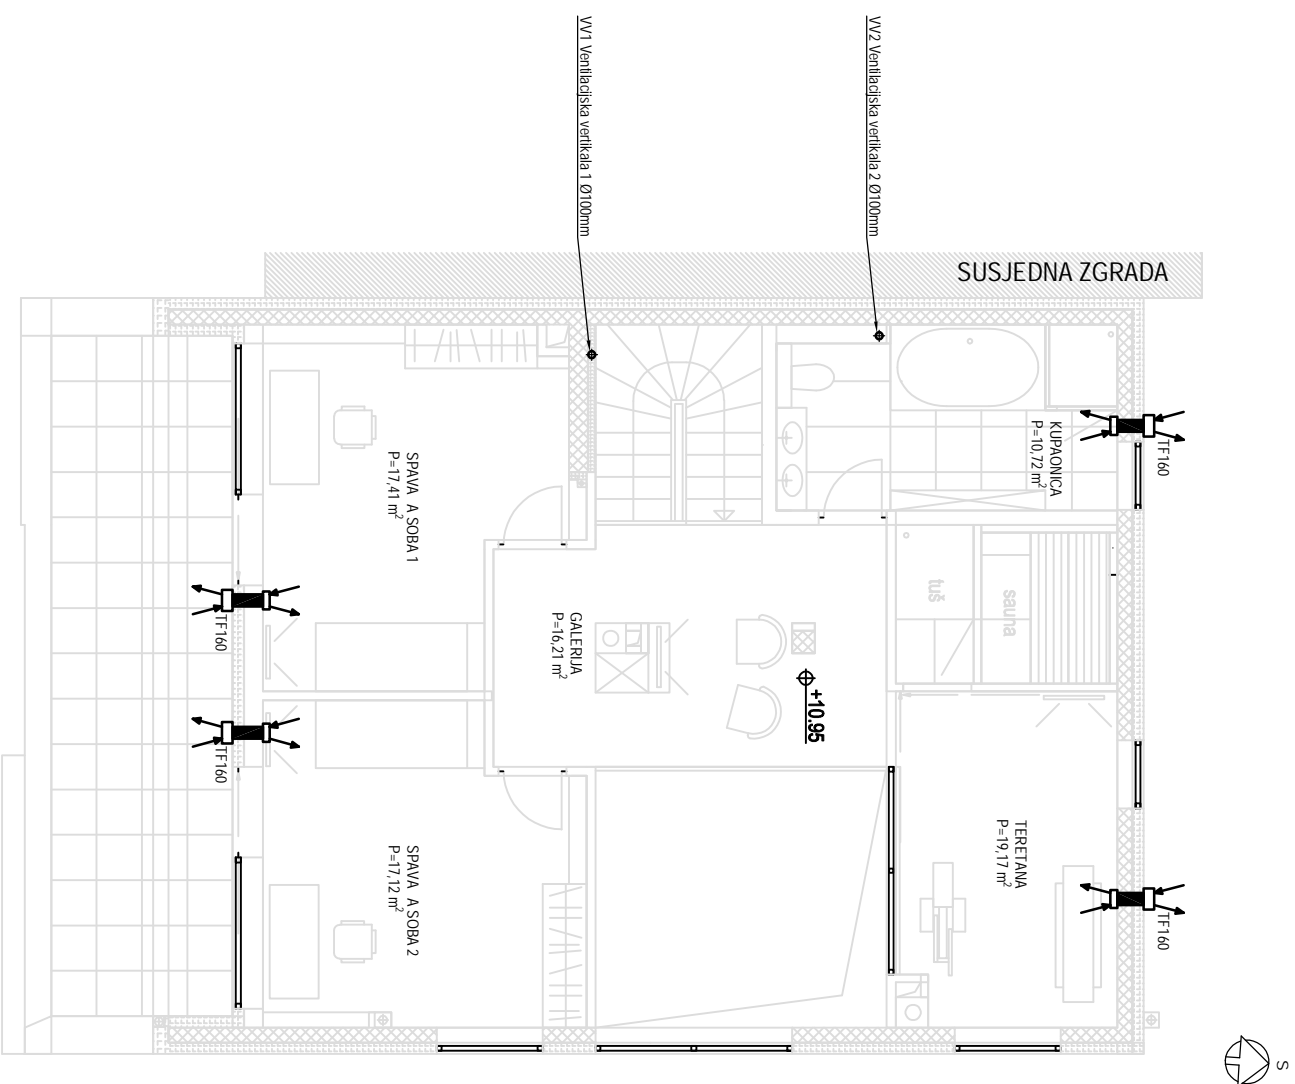 VV1 Ventilacijska vertikala 1 Ø100mm
VV2 Ventilacijska vertikala 2 Ø100mm
SUSJEDNA ZGRADA
KUPAONICA
P=10,72 m²
TF160
SPAVA A SOBA 1
P=17,41 m²
tuš
sauna
GALERIJA
P=16,21 m²
TF160
+10.95
TF160
TERETANA
P=19,17 m²
SPAVA A SOBA 2
P=17,12 m²
TF160
S